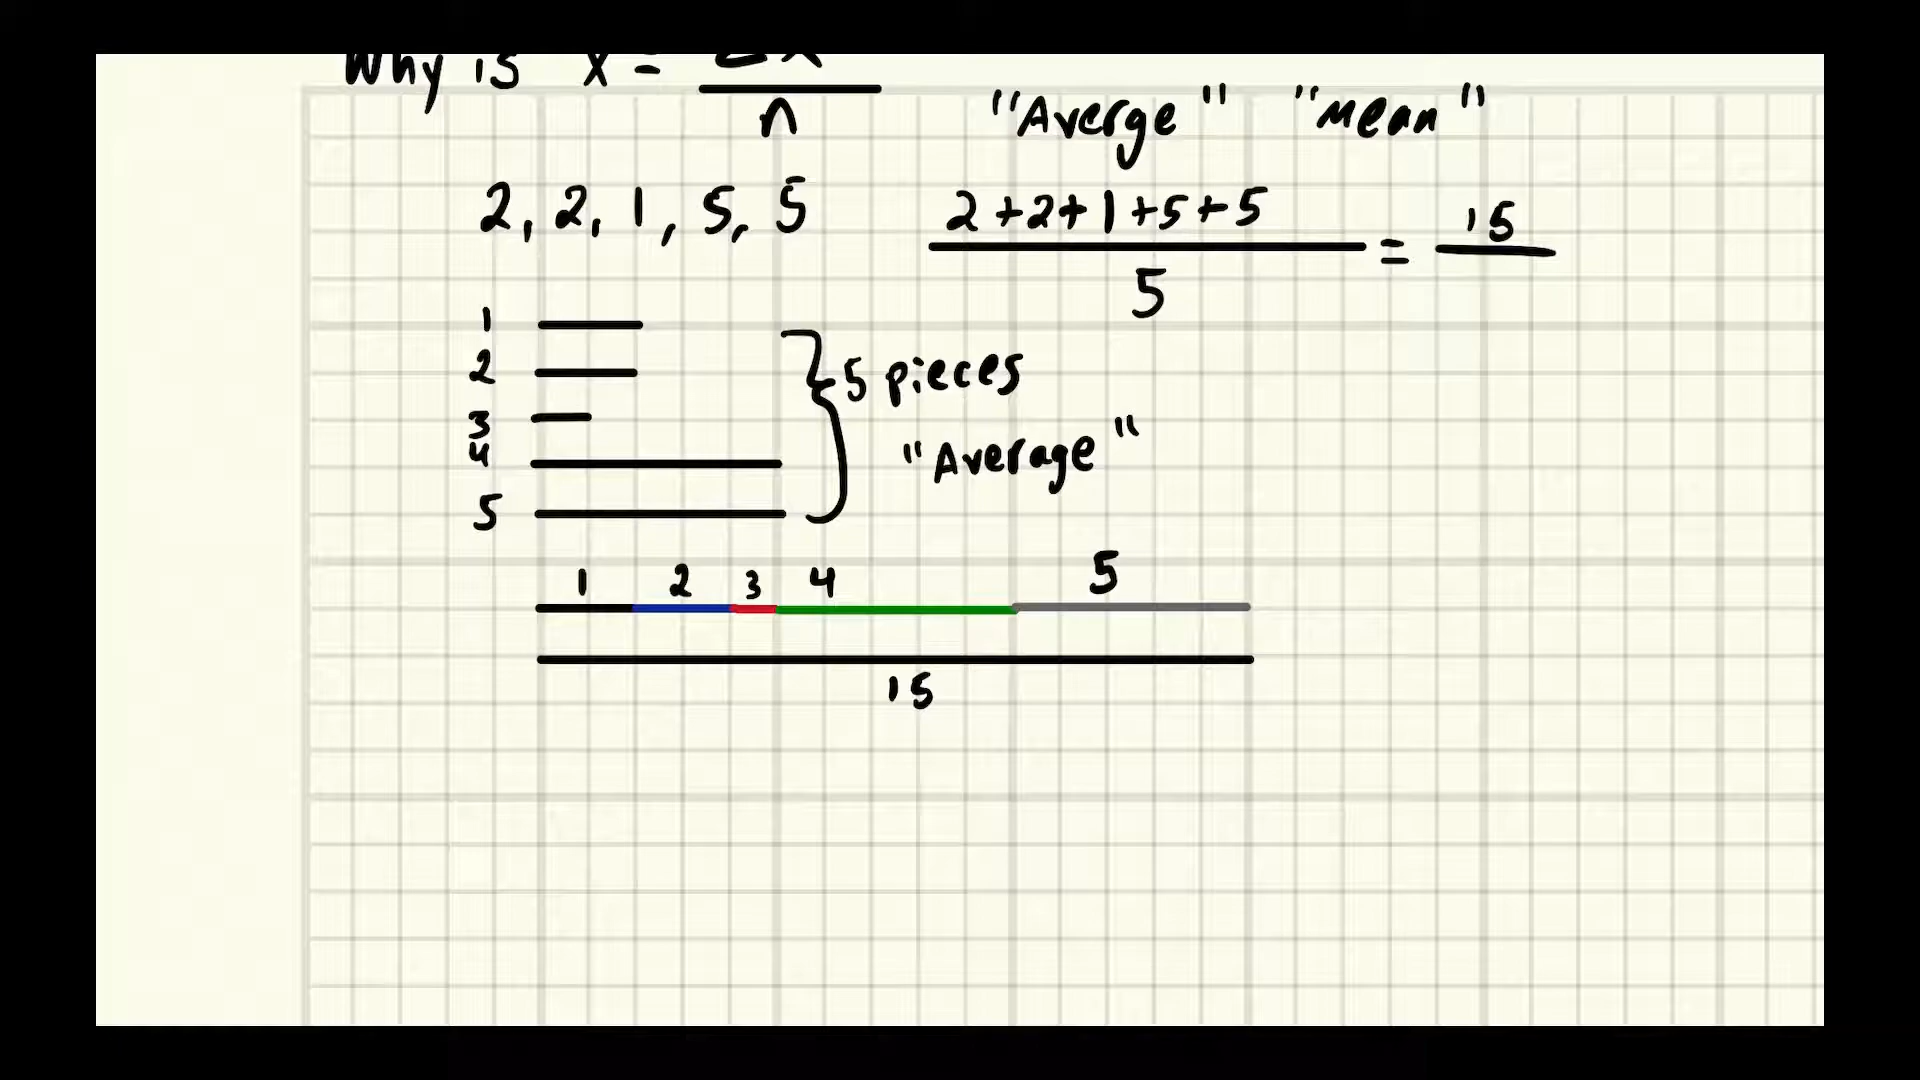 Why is x = Σx
n
"Averge" "Mean"
2, 2, 1, 5, 5
2+2+1+5+5 = 15
5
1
2
3
4
5
5 pieces
"Average"
1 2 3 4 5
15